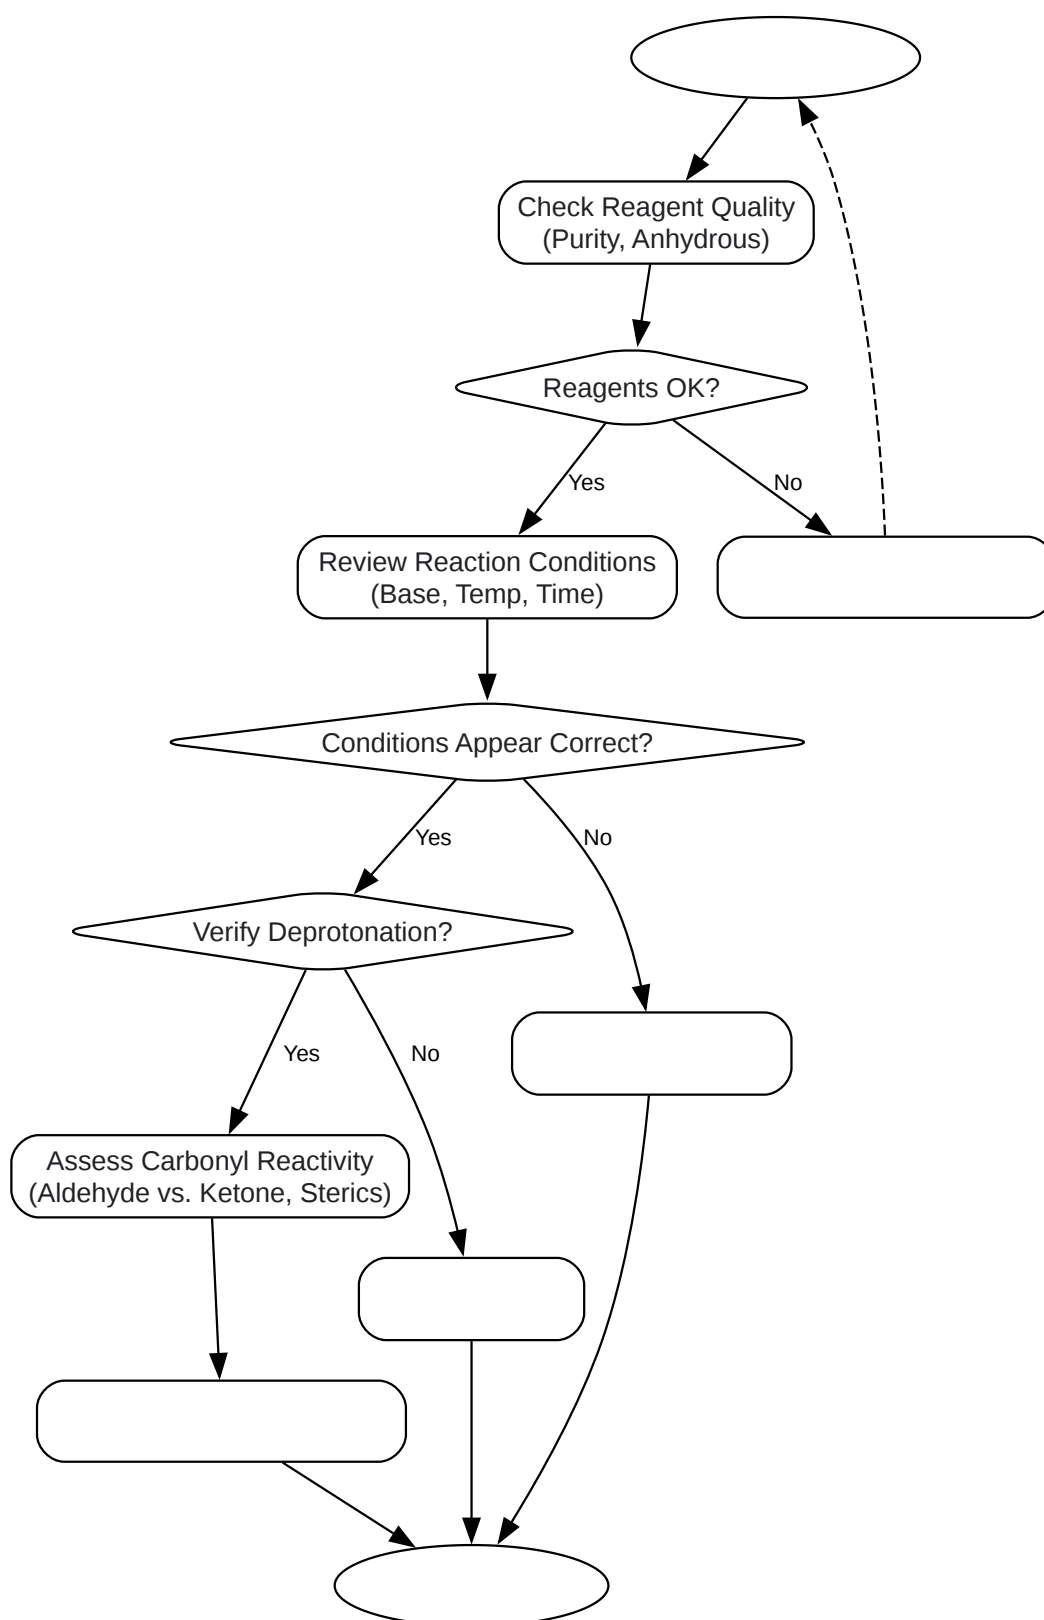 Check Reagent Quality
(Purity, Anhydrous)
Reagents OK?
Yes
No
Review Reaction Conditions
(Base, Temp, Time)
Conditions Appear Correct?
Yes
No
Verify Deprotonation?
Yes
No
Assess Carbonyl Reactivity
(Aldehyde vs. Ketone, Sterics)